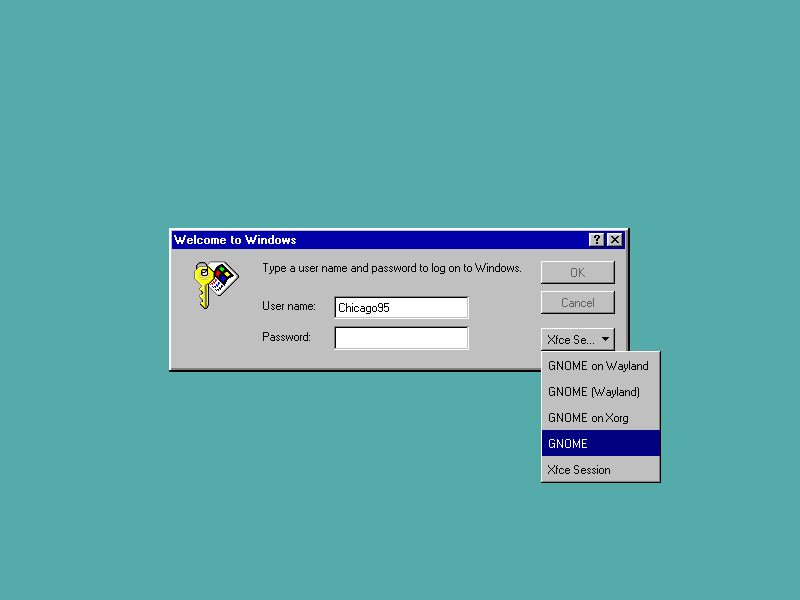 Welcome to Windows
Type a user name and password to log on to Windows.
OK
User name: Chicago95
Cancel
Password:
Xfce Se...
GNOME on Wayland
GNOME (Wayland)
GNOME on Xorg
GNOME
Xfce Session